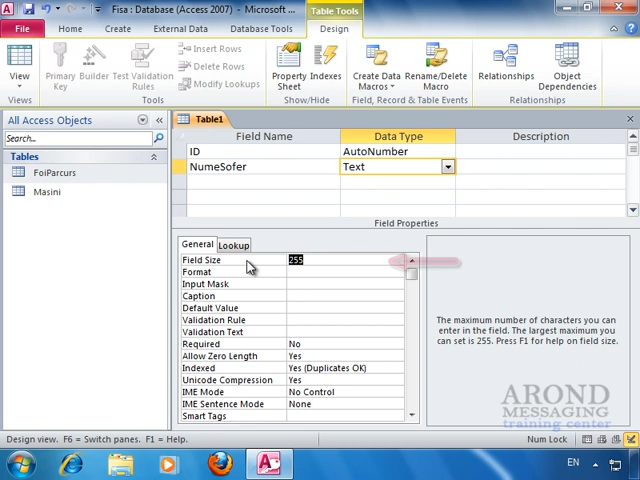 Fisa : Database (Access 2007) - Microsoft ...
Table Tools
File
Home
Create
External Data
Database Tools
Design
View
Primary Key
Builder
Test Validation Rules
Insert Rows
Delete Rows
Modify Lookups
Property Sheet
Indexes
Create Data Macros
Rename/Delete Macro
Relationships
Object Dependencies
Views
Tools
Show/Hide
Field, Record & Table Events
Relationships
All Access Objects
Search...
Tables
FoiParcurs
Masini
Table1
Field Name
Data Type
Description
ID
AutoNumber
NumeSofer
Text
Field Properties
General
Lookup
Field Size
255
Format
Input Mask
Caption
Default Value
Validation Rule
Validation Text
Required
No
Allow Zero Length
Yes
Indexed
Yes (Duplicates OK)
Unicode Compression
Yes
IME Mode
No Control
IME Sentence Mode
None
Smart Tags
The maximum number of characters you can
enter in the field. The largest maximum you
can set is 255. Press F1 for help on field size.
AROND
MESSAGING
training center
Design view. F6 = Switch panes. F1 = Help.
Num Lock
EN